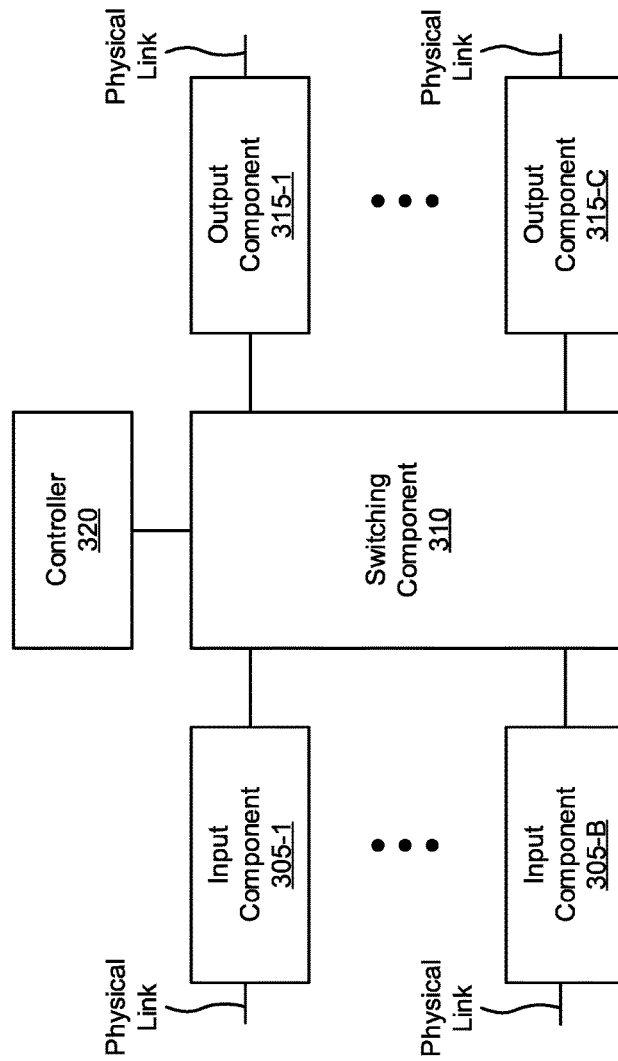 Controller
320
Physical
Link
Input
Component
305-1
Switching
Component
310
Output
Component
315-1
Physical
Link
Physical
Link
Input
Component
305-B
Output
Component
315-C
Physical
Link